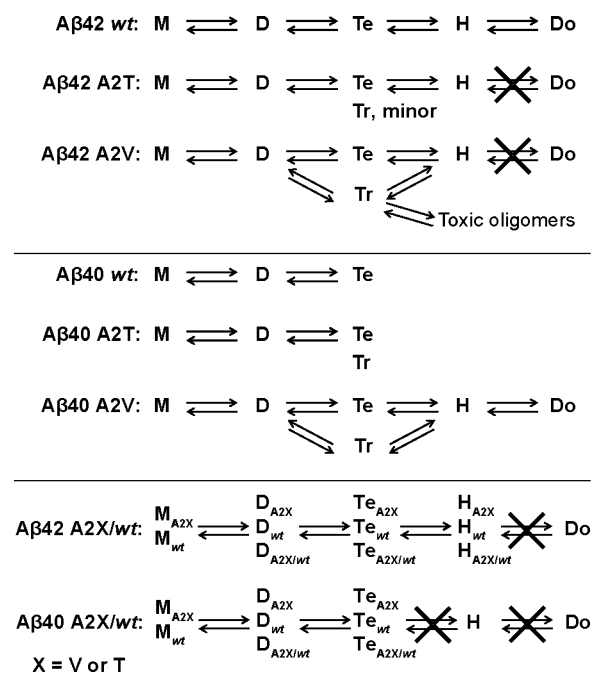 Aβ42 wt: M D Te H Do
Aβ42 A2T: M D Te H Do
Tr, minor
Aβ42 A2V: M D Te H Do
Tr
Toxic oligomers
Aβ40 wt: M D Te
Aβ40 A2T: M D Te
Tr
Aβ40 A2V: M D Te H Do
Tr
DA2X TeA2X HA2X
MA2X
Aβ42 A2X/wt: Dwt Tewt Hwt Do
Mwt
DA2X/wt TeA2X/wt HA2X/wt
DA2X TeA2X
MA2X
Aβ40 A2X/wt: Dwt Tewt H Do
Mwt
DA2X/wt TeA2X/wt
X = V or T